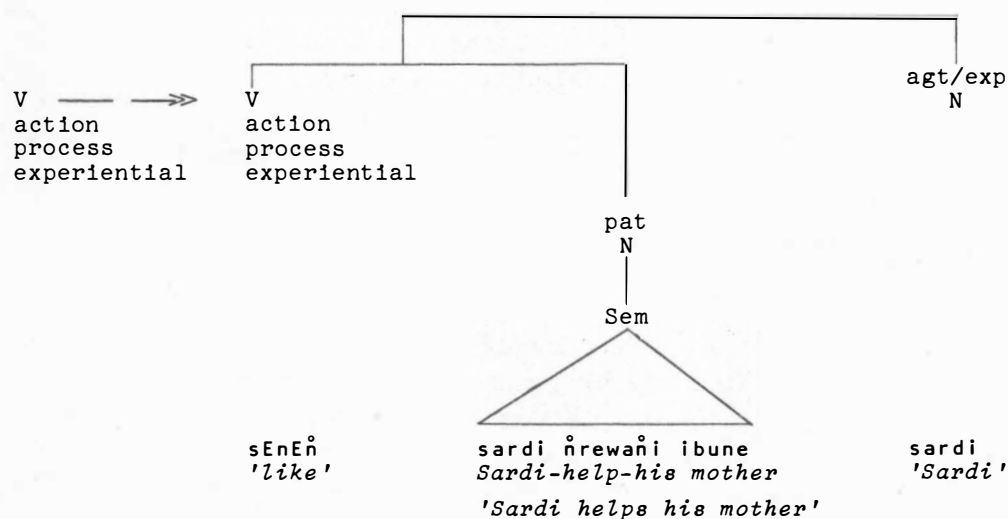 agt/exp
V V N
action action
process process
experiential experiential
pat
N
Sem
sEnEn̊ sardi n̊rewan̊i ibune sardi
'like' Sardi-help-his mother 'Sardi'
'Sardi helps his mother'